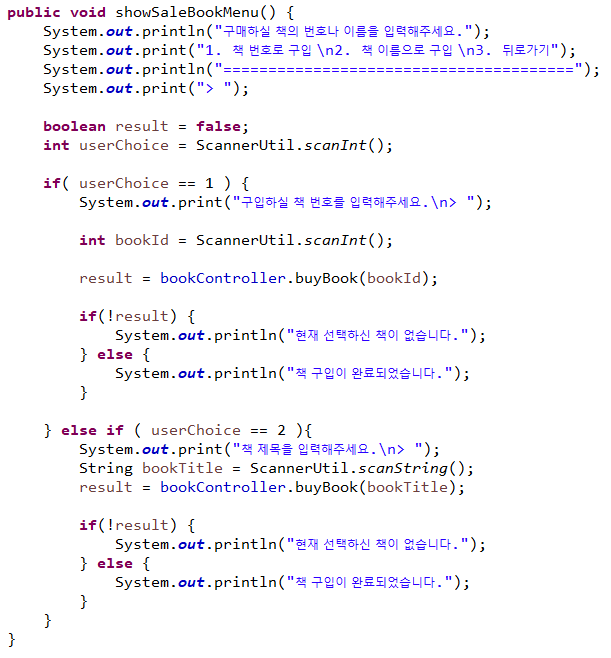 public void showSaleBookMenu() {
    System.out.println("구매하실 책의 번호나 이름을 입력해주세요.");
    System.out.print("1. 책 번호로 구입 \n2. 책 이름으로 구입 \n3. 뒤로가기");
    System.out.println("=======================================");
    System.out.print("> ");

    boolean result = false;
    int userChoice = ScannerUtil.scanInt();

    if( userChoice == 1 ) {
        System.out.print("구입하실 책 번호를 입력해주세요.\n> ");

        int bookId = ScannerUtil.scanInt();

        result = bookController.buyBook(bookId);

        if(!result) {
            System.out.println("현재 선택하신 책이 없습니다.");
        } else {
            System.out.println("책 구입이 완료되었습니다.");
        }

    } else if ( userChoice == 2 ){
        System.out.print("책 제목을 입력해주세요.\n> ");
        String bookTitle = ScannerUtil.scanString();
        result = bookController.buyBook(bookTitle);

        if(!result) {
            System.out.println("현재 선택하신 책이 없습니다.");
        } else {
            System.out.println("책 구입이 완료되었습니다.");
        }
    }
}